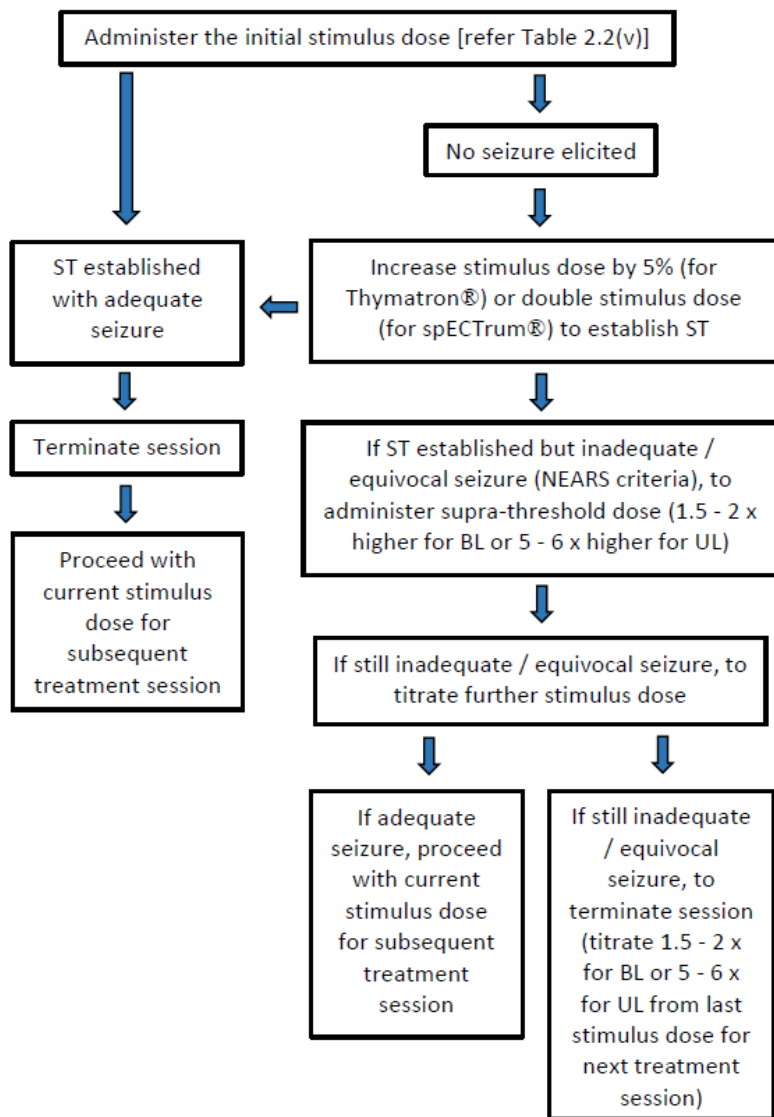 Administer the initial stimulus dose [refer Table 2.2(v)]
No seizure elicited
ST established
with adequate
seizure
Increase stimulus dose by 5% (for
Thymatron®) or double stimulus dose
(for spECTrum®) to establish ST
Terminate session
If ST established but inadequate /
equivocal seizure (NEARS criteria), to
administer supra-threshold dose (1.5 - 2 x
higher for BL or 5 - 6 x higher for UL)
Proceed with
current stimulus
dose for
subsequent
treatment session
If still inadequate / equivocal seizure, to
titrate further stimulus dose
If adequate
seizure, proceed
with current
stimulus dose
for subsequent
treatment
session
If still inadequate
/ equivocal
seizure, to
terminate session
(titrate 1.5 - 2 x
for BL or 5 - 6 x
for UL from last
stimulus dose for
next treatment
session)